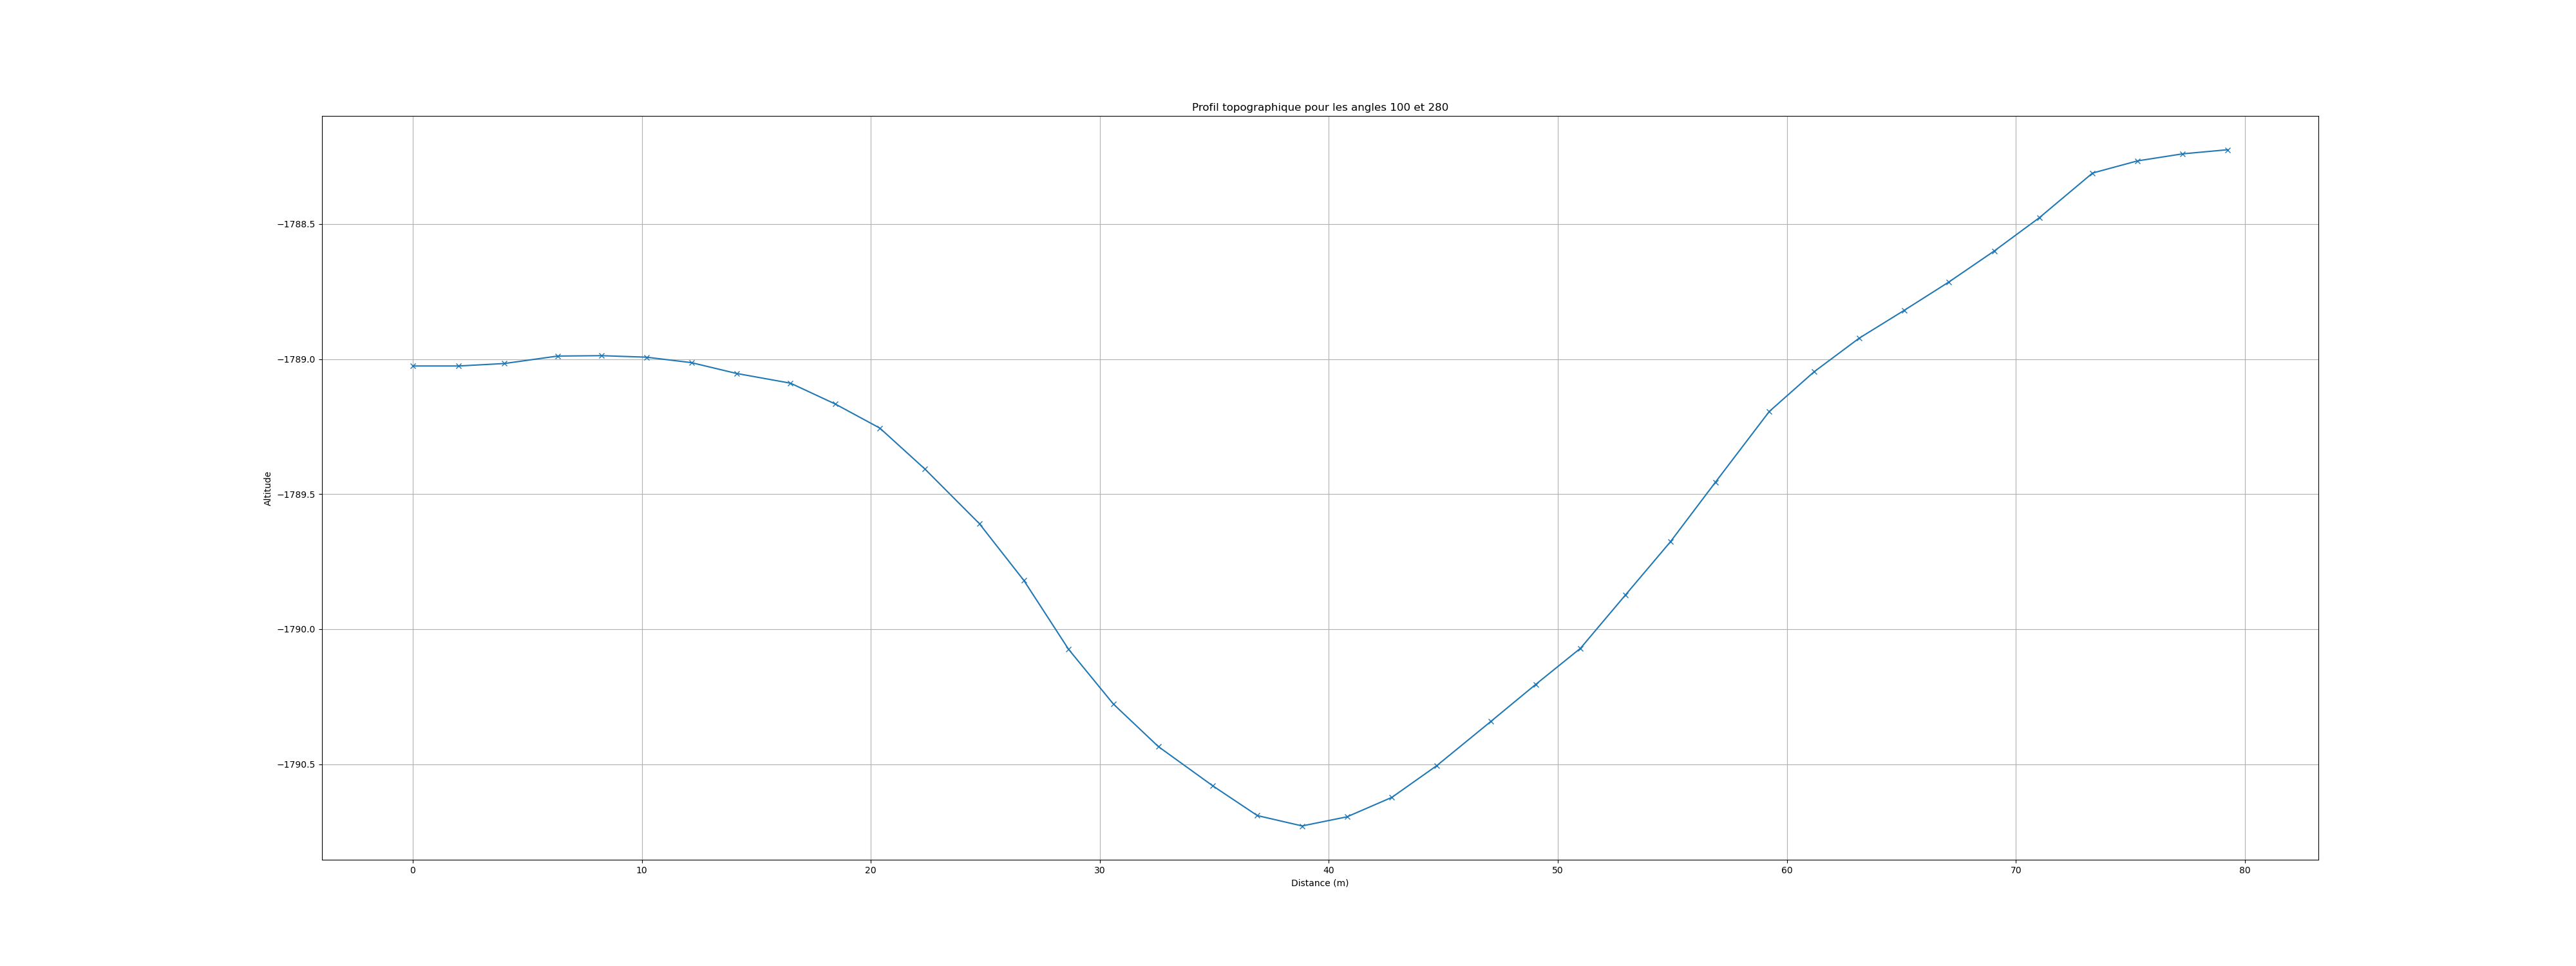 Profil topographique pour les angles 100 et 280
−1788.5
−1789.0
−1789.5
−1790.0
−1790.5
Altitude
0 10 20 30 40 50 60 70 80
Distance (m)